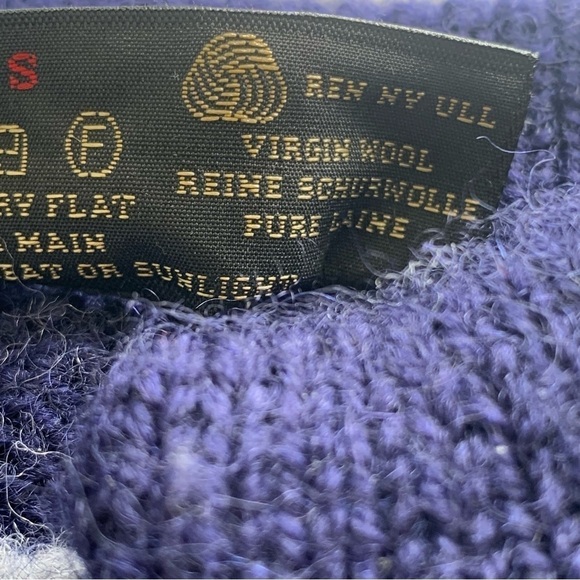 S
REN NY ULL
VIRGIN WOOL
REINE SCHURWOLLE
PURE LAINE
F
RY FLAT
MAIN
EAT OR SUNLIGHT